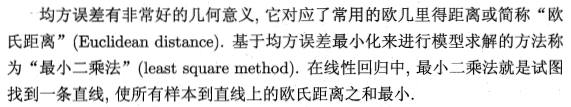 均方误差有非常好的几何意义, 它对应了常用的欧几里得距离或简称“欧
氏距离” (Euclidean distance). 基于均方误差最小化来进行模型求解的方法称
为“最小二乘法” (least square method). 在线性回归中, 最小二乘法就是试图
找到一条直线, 使所有样本到直线上的欧氏距离之和最小.